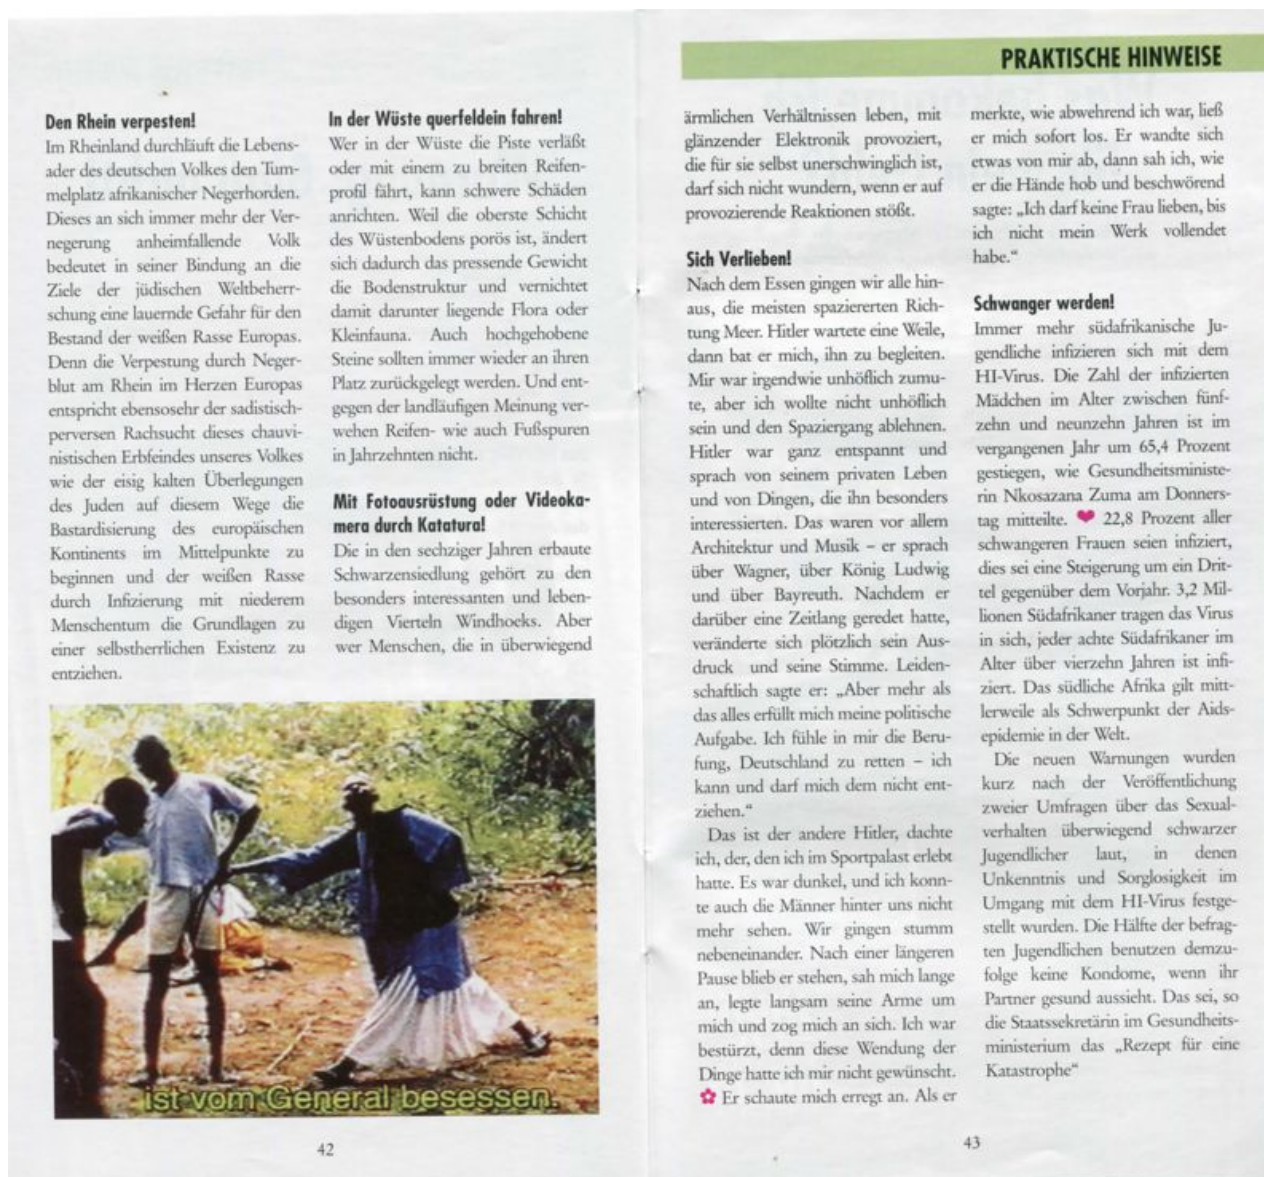 Den Rhein verpesten!
Im Rheinland durchläuft die Lebens-
ader des deutschen Volkes den Tum-
melplatz afrikanischer Negerhorden.
Dieses an sich immer mehr der Ver-
negerung anheimfallende Volk
bedeutet in seiner Bindung an die
Ziele der jüdischen Weltbeherr-
schung eine lauernde Gefahr für den
Bestand der weißen Rasse Europas.
Denn die Verpestung durch Neger-
blut am Rhein im Herzen Europas
entspricht ebensosehr der sadistisch-
perversen Rachsucht dieses chauvi-
nistischen Erbfeindes unseres Volkes
wie der eisig kalten Überlegungen
des Juden auf diesem Wege die
Bastardisierung des europäischen
Kontinents im Mittelpunkte zu
beginnen und der weißen Rasse
durch Infizierung mit niederem
Menschentum die Grundlagen zu
einer selbstherrlichen Existenz zu
entziehen.
In der Wüste querfeldein fahren!
Wer in der Wüste die Piste verläßt
oder mit einem zu breiten Reifen-
profil fährt, kann schwere Schäden
anrichten. Weil die oberste Schicht
des Wüstenbodens porös ist, ändert
sich dadurch das pressende Gewicht
die Bodenstruktur und vernichtet
damit darunter liegende Flora oder
Kleinfauna. Auch hochgehobene
Steine sollten immer wieder an ihren
Platz zurückgelegt werden. Und ent-
gegen der landläufigen Meinung ver-
wehen Reifen- wie auch Fußspuren
in Jahrzehnten nicht.
Mit Fotoausrüstung oder Videoka-
mera durch Katatura!
Die in den sechziger Jahren erbaute
Schwarzensiedlung gehört zu den
besonders interessanten und leben-
digen Vierteln Windhoeks. Aber
wer Menschen, die in überwiegend
ist vom General besessen.
42
PRAKTISCHE HINWEISE
ärmlichen Verhältnissen leben, mit
glänzender Elektronik provoziert,
die für sie selbst unerschwinglich ist,
darf sich nicht wundern, wenn er auf
provozierende Reaktionen stößt.
Sich Verlieben!
Nach dem Essen gingen wir alle hin-
aus, die meisten spaziererten Rich-
tung Meer. Hitler wartete eine Weile,
dann bat er mich, ihn zu begleiten.
Mir war irgendwie unhöflich zumu-
te, aber ich wollte nicht unhöflich
sein und den Spaziergang ablehnen.
Hitler war ganz entspannt und
sprach von seinem privaten Leben
und von Dingen, die ihn besonders
interessierten. Das waren vor allem
Architektur und Musik – er sprach
über Wagner, über König Ludwig
und über Bayreuth. Nachdem er
darüber eine Zeitlang geredet hatte,
veränderte sich plötzlich sein Aus-
druck und seine Stimme. Leiden-
schaftlich sagte er: „Aber mehr als
das alles erfüllt mich meine politische
Aufgabe. Ich fühle in mir die Beru-
fung, Deutschland zu retten – ich
kann und darf mich dem nicht ent-
ziehen.“
Das ist der andere Hitler, dachte
ich, der, den ich im Sportpalast erlebt
hatte. Es war dunkel, und ich konn-
te auch die Männer hinter uns nicht
mehr sehen. Wir gingen stumm
nebeneinander. Nach einer längeren
Pause blieb er stehen, sah mich lange
an, legte langsam seine Arme um
mich und zog mich an sich. Ich war
bestürzt, denn diese Wendung der
Dinge hatte ich mir nicht gewünscht.
Er schaute mich erregt an. Als er
merkte, wie abwehrend ich war, ließ
er mich sofort los. Er wandte sich
etwas von mir ab, dann sah ich, wie
er die Hände hob und beschwörend
sagte: „Ich darf keine Frau lieben, bis
ich nicht mein Werk vollendet
habe.“
Schwanger werden!
Immer mehr südafrikanische Ju-
gendliche infizieren sich mit dem
HI-Virus. Die Zahl der infizierten
Mädchen im Alter zwischen fünf-
zehn und neunzehn Jahren ist im
vergangenen Jahr um 65,4 Prozent
gestiegen, wie Gesundheitsministe-
rin Nkosazana Zuma am Donners-
tag mitteilte. ❤ 22,8 Prozent aller
schwangeren Frauen seien infiziert,
dies sei eine Steigerung um ein Drit-
tel gegenüber dem Vorjahr. 3,2 Mil-
lionen Südafrikaner tragen das Virus
in sich, jeder achte Südafrikaner im
Alter über vierzehn Jahren ist infi-
ziert. Das südliche Afrika gilt mitt-
lerweile als Schwerpunkt der Aids-
epidemie in der Welt.
Die neuen Warnungen wurden
kurz nach der Veröffentlichung
zweier Umfragen über das Sexual-
verhalten überwiegend schwarzer
Jugendlicher laut, in denen
Unkenntnis und Sorglosigkeit im
Umgang mit dem HI-Virus festge-
stellt wurden. Die Hälfte der befrag-
ten Jugendlichen benutzen demzu-
folge keine Kondome, wenn ihr
Partner gesund aussieht. Das sei, so
die Staatssekretärin im Gesundheits-
ministerium das „Rezept für eine
Katastrophe“
43